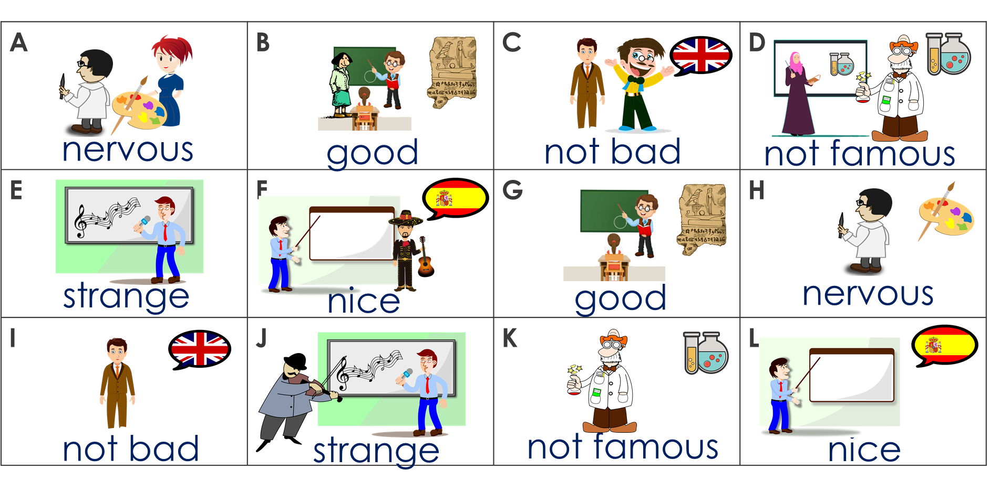 A
nervous
B
good
C
not bad
D
not famous
E
strange
F
nice
G
good
H
nervous
I
not bad
J
strange
K
not famous
L
nice